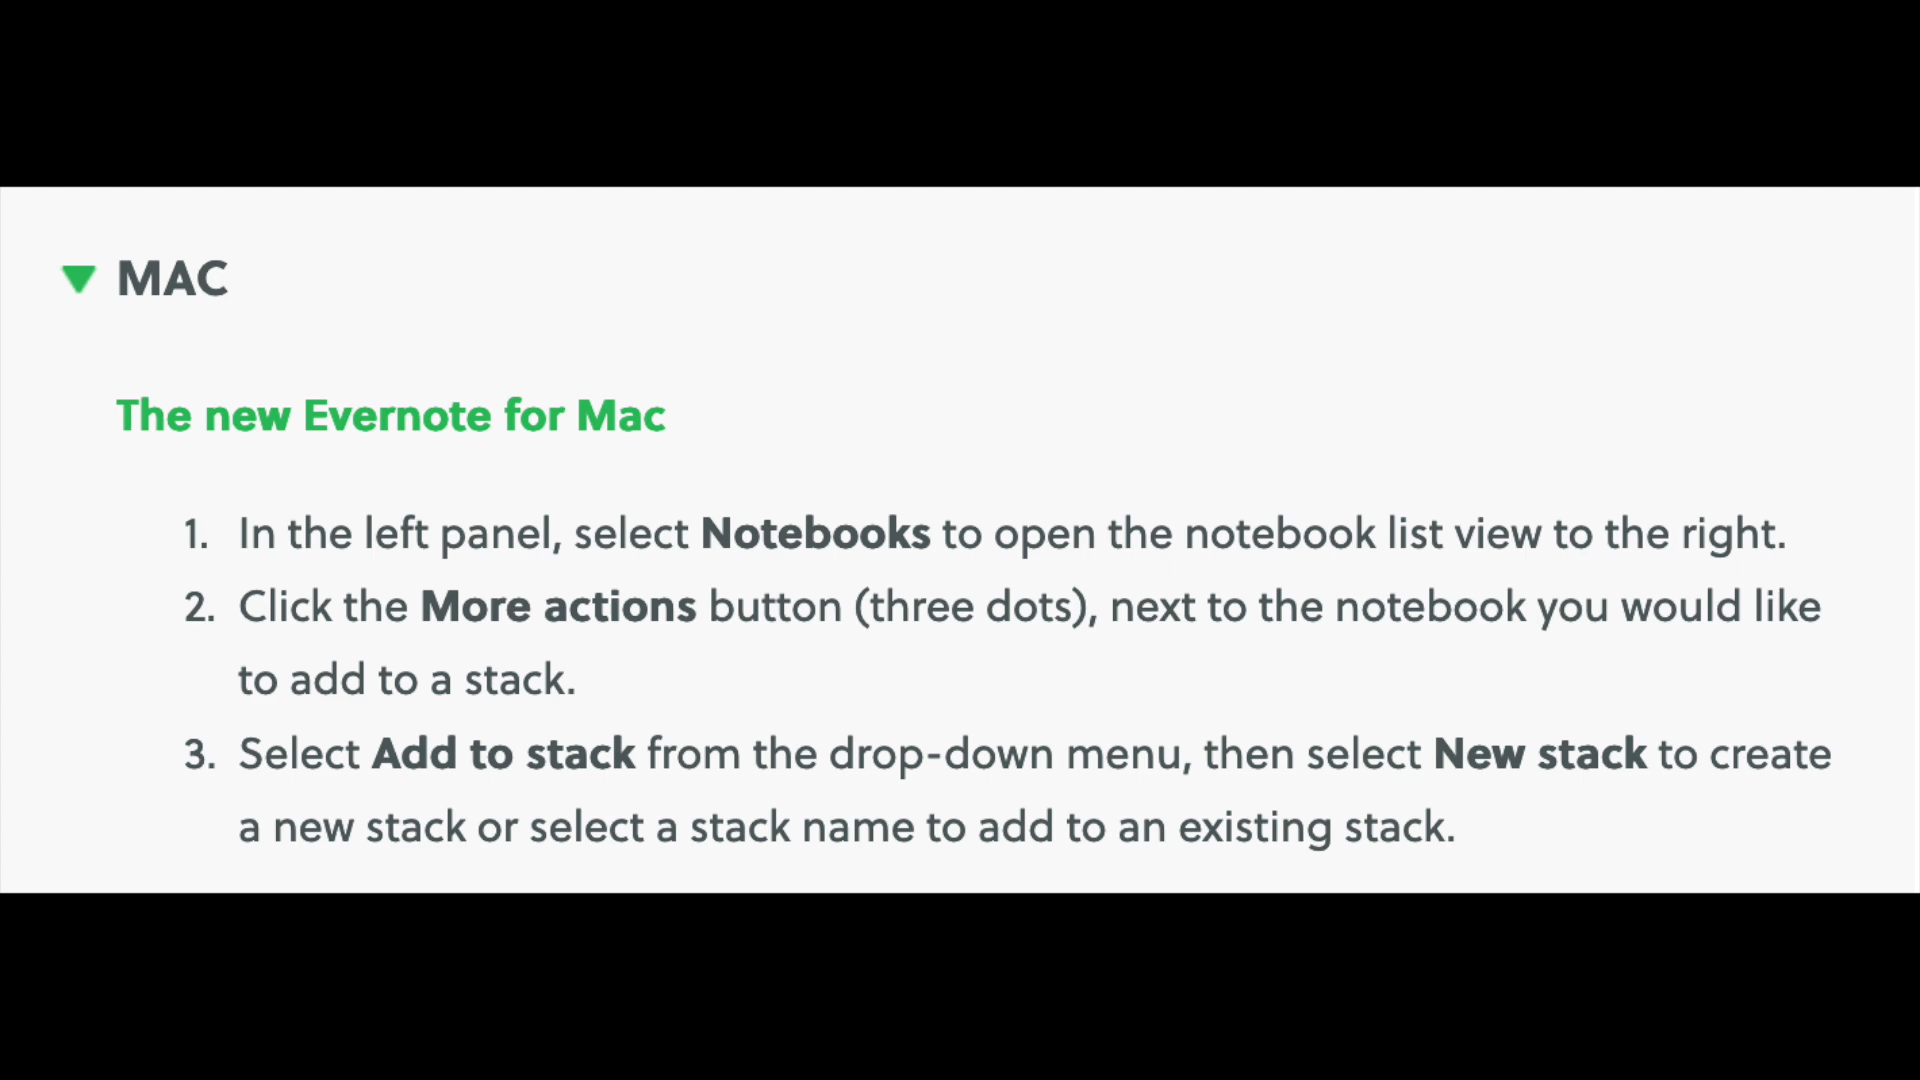 MAC
The new Evernote for Mac
1. In the left panel, select Notebooks to open the notebook list view to the right.
2. Click the More actions button (three dots), next to the notebook you would like
to add to a stack.
3. Select Add to stack from the drop-down menu, then select New stack to create
a new stack or select a stack name to add to an existing stack.